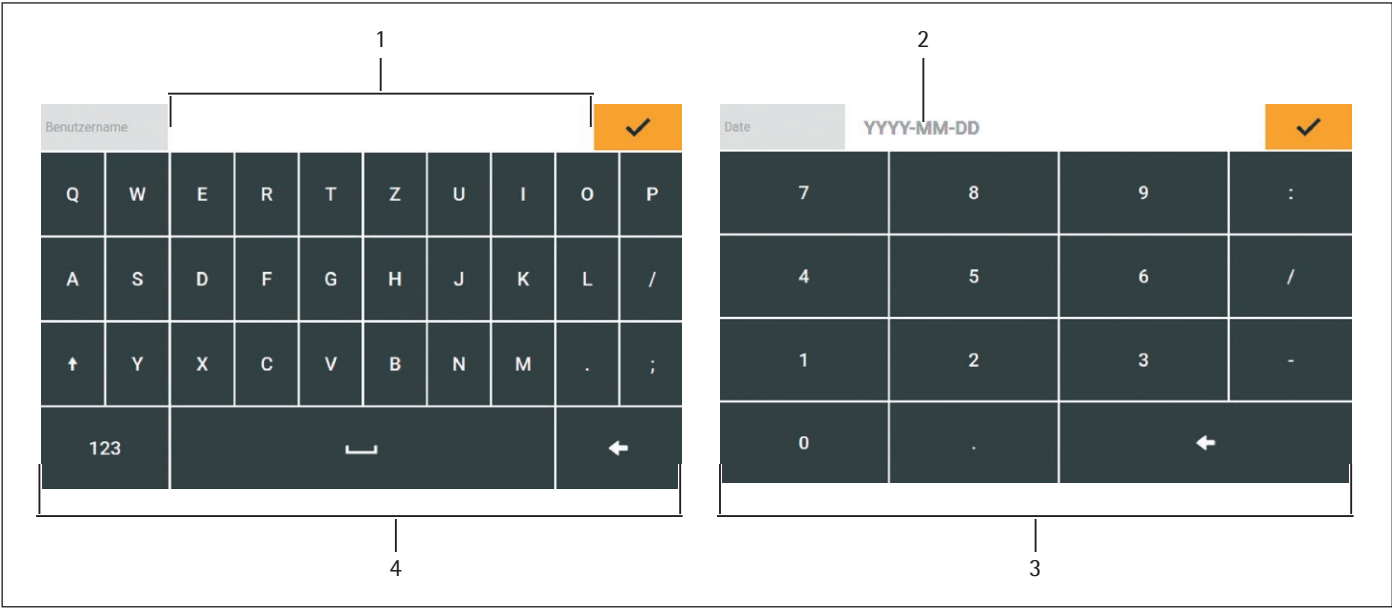 1 2
Benutzername
Date YYYY-MM-DD
Q W E R T Z U I O P
7 8 9 :
A S D F G H J K L /
4 5 6 /
Y X C V B N M . ;
1 2 3 -
123
0 .
4 3